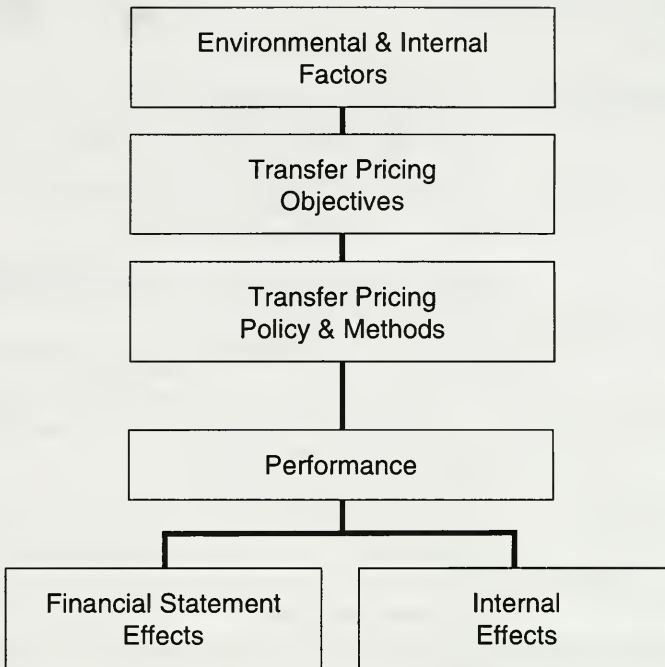 Environmental & Internal
Factors
Transfer Pricing
Objectives
Transfer Pricing
Policy & Methods
Performance
Financial Statement
Effects
Internal
Effects